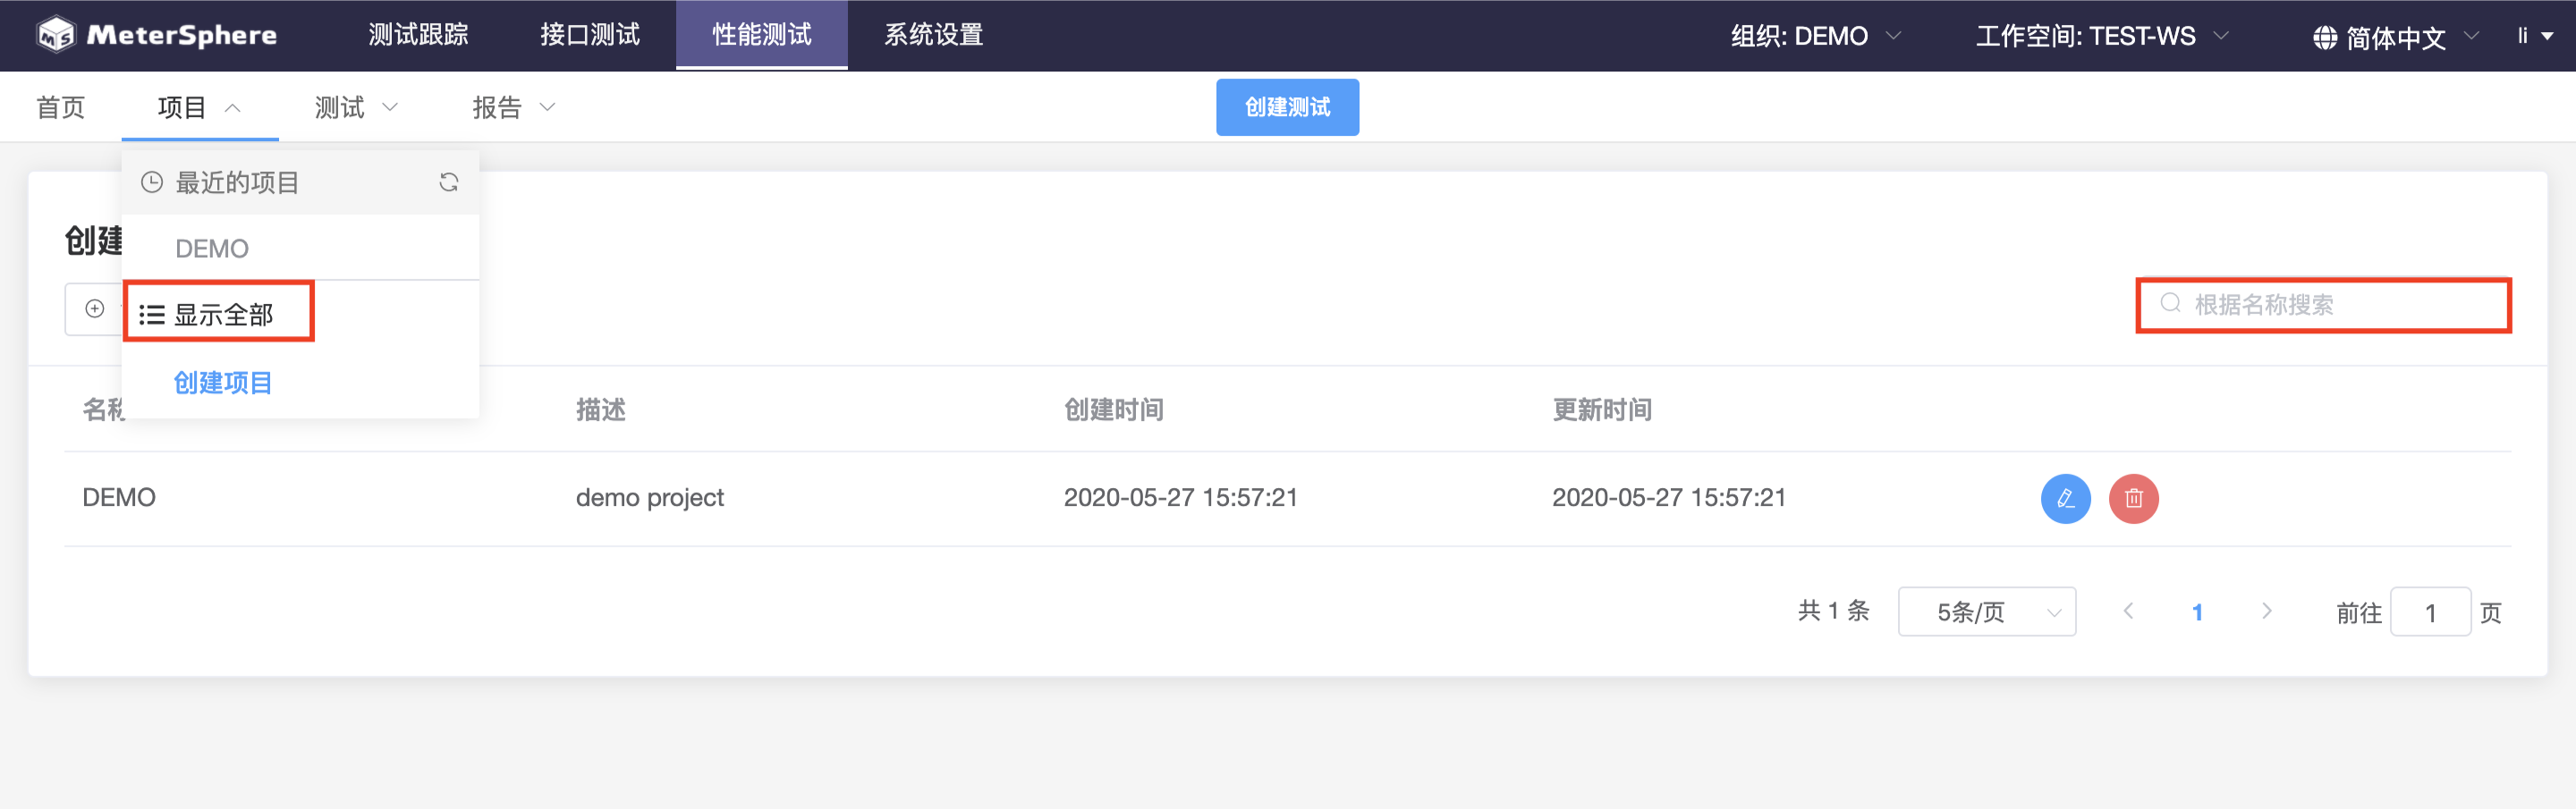 MeterSphere 测试跟踪 接口测试 性能测试 系统设置 组织: DEMO 工作空间: TEST-WS 简体中文 li
首页 项目 测试 报告 创建测试
最近的项目
创建
DEMO
显示全部
根据名称搜索
创建项目
名称 描述 创建时间 更新时间
DEMO demo project 2020-05-27 15:57:21 2020-05-27 15:57:21
共 1 条 5条/页 1 前往 1 页